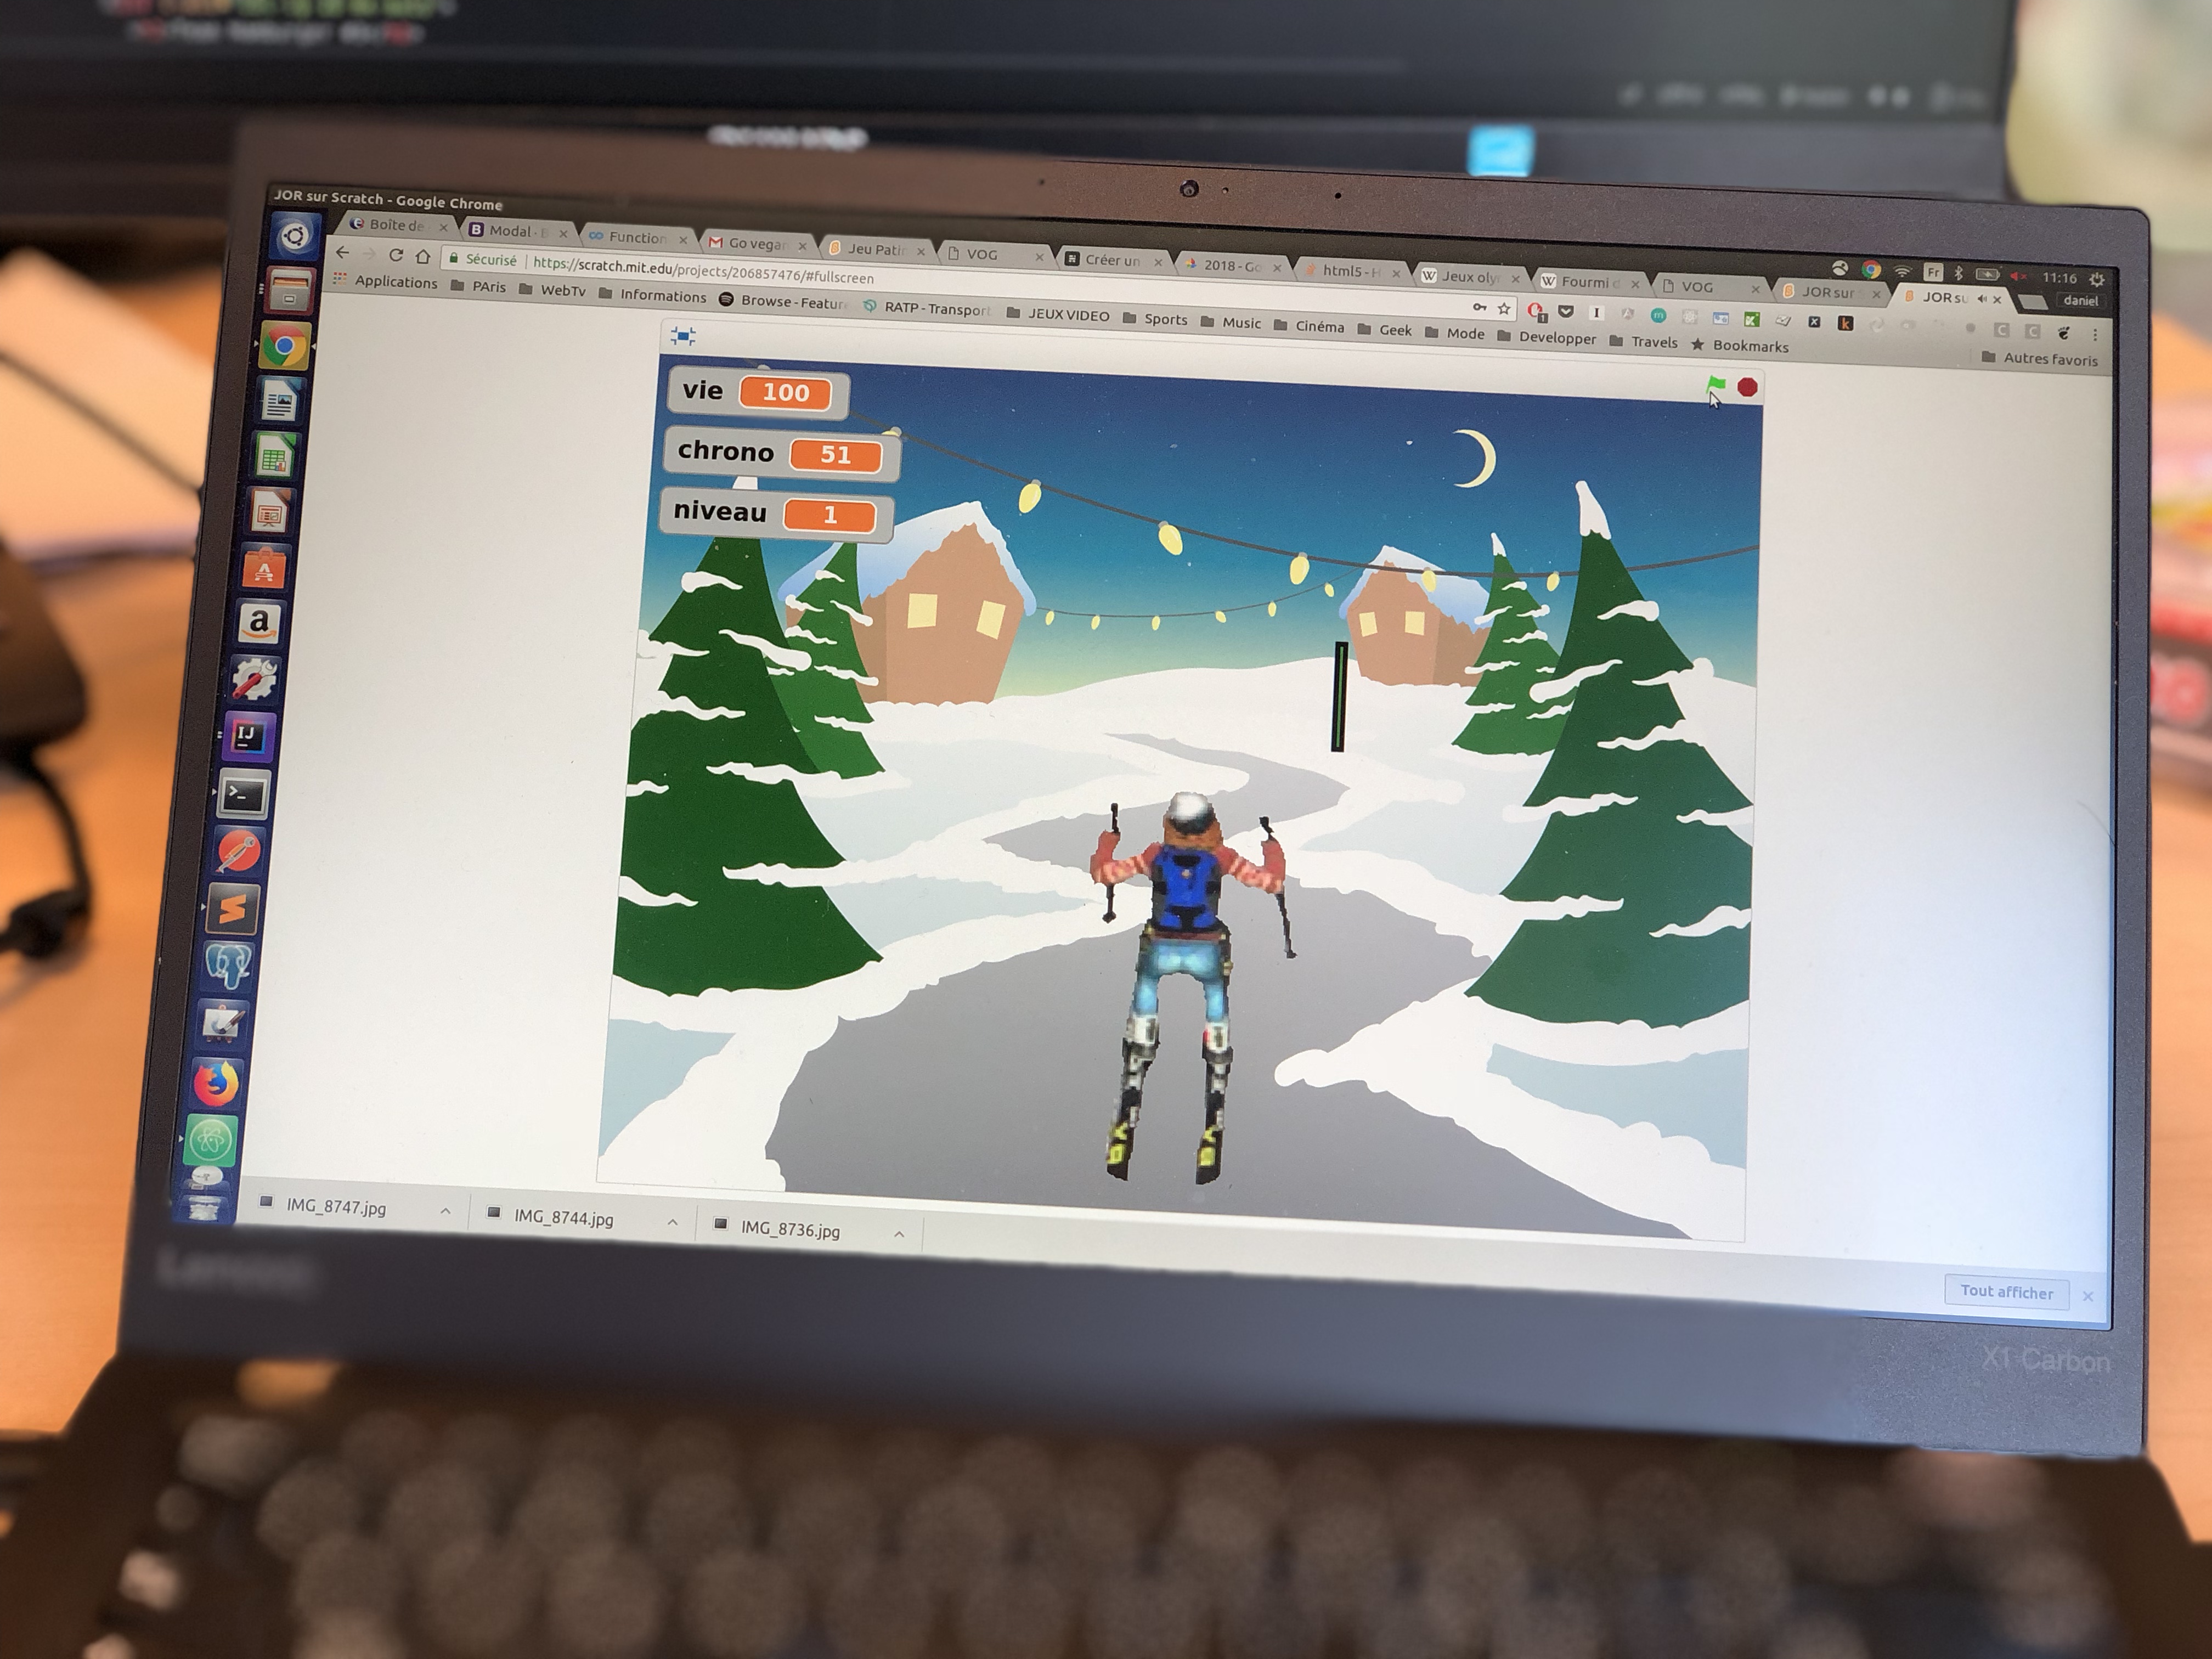 JOR sur Scratch - Google Chrome
Boîte de
Modal - B
Function
Go vegan
Jeu Patin
VOG
Créer un
2018 - Go
html5 - H
Jeux olyr
Fourmi d
VOG
JOR sur
JOR su
Fr
11:16
daniel
Sécurisé
https://scratch.mit.edu/projects/206857476/#fullscreen
Applications
PAris
WebTv
Informations
Browse - Featur
RATP - Transport
JEUX VIDEO
Sports
Music
Cinéma
Geek
Mode
Developper
Travels
Bookmarks
Autres favoris
vie 100
chrono 51
niveau 1
IMG_8747.jpg
IMG_8744.jpg
IMG_8736.jpg
Tout afficher
Lenovo
X1 Carbon